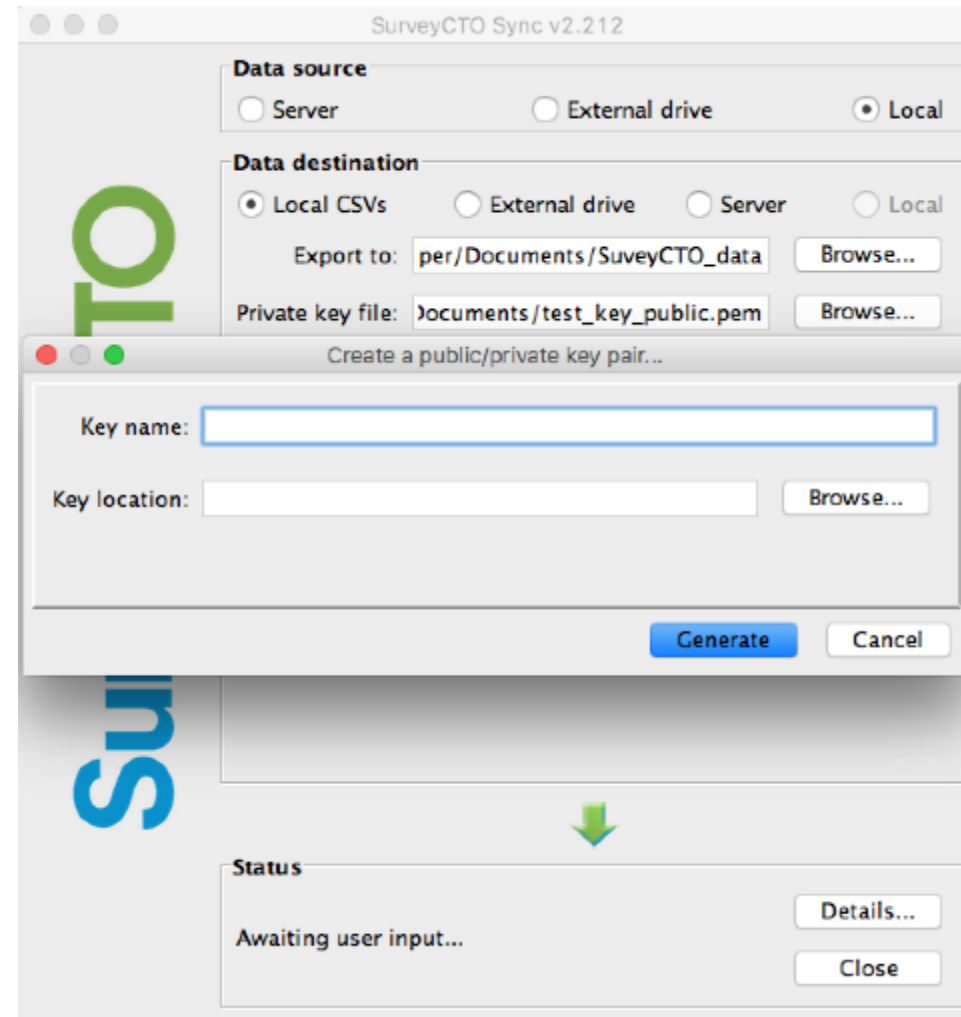 SurveyCTO Sync v2.212
Data source
Server External drive Local
Data destination
Local CSVs External drive Server Local
Export to: per/Documents/SuveyCTO_data Browse...
Private key file: Documents/test_key_public.pem Browse...
TO
Create a public/private key pair...
Key name:
Key location: Browse...
Generate Cancel
Su
Status
Awaiting user input...
Details...
Close